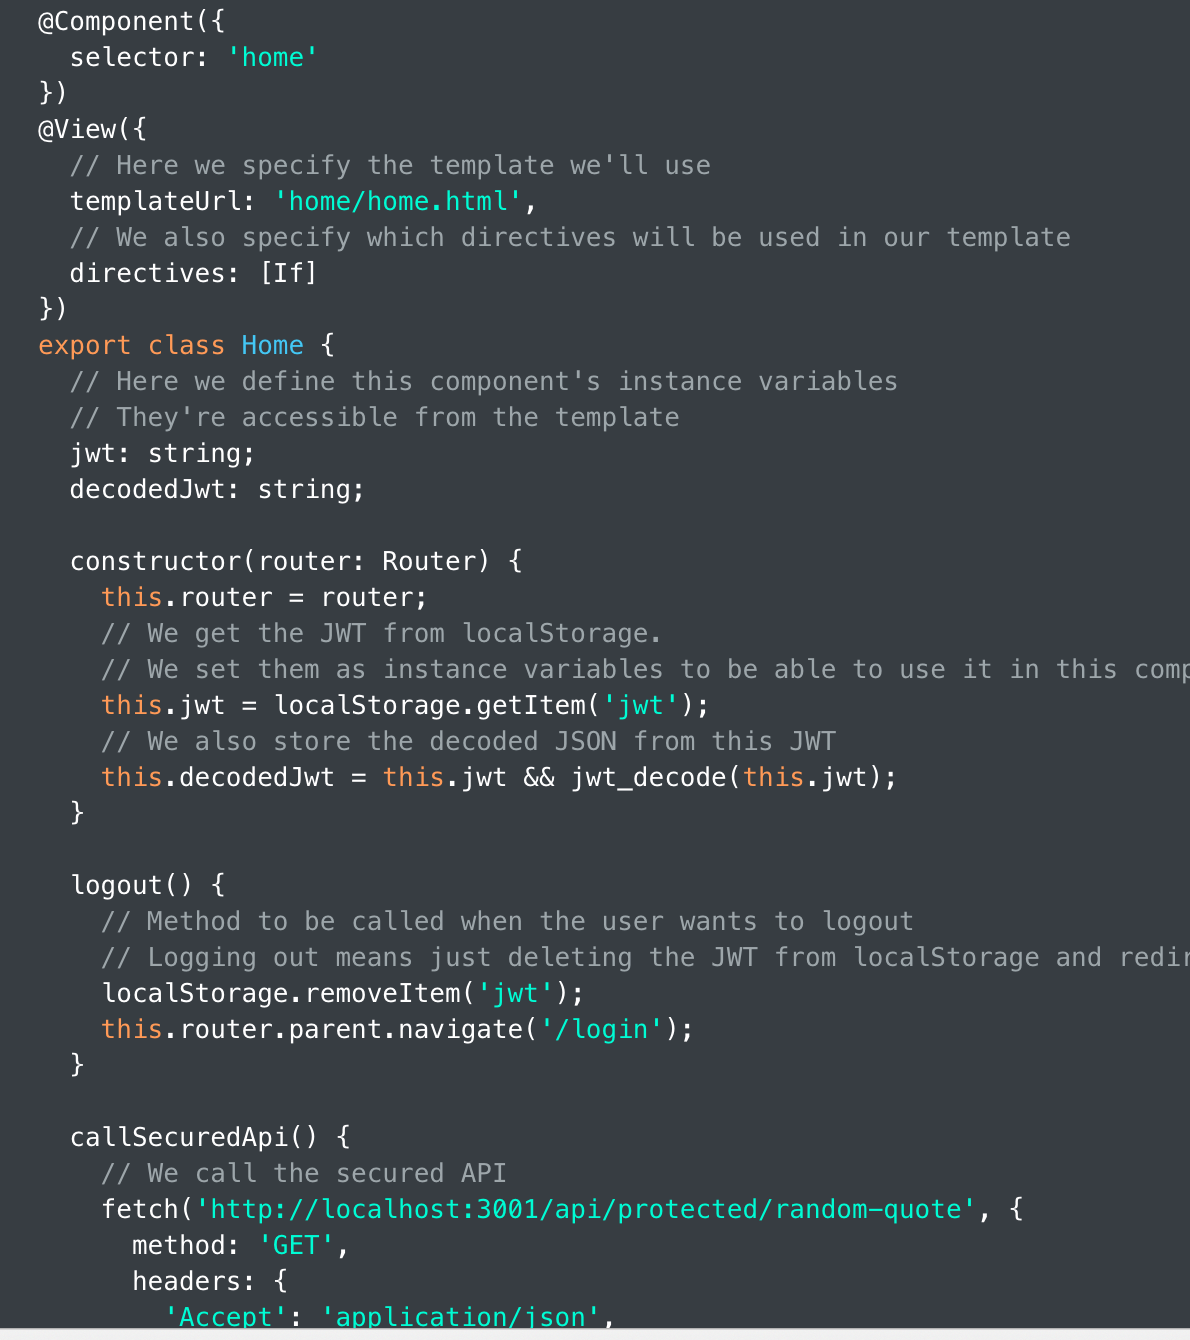 @Component({
  selector: 'home'
})
@View({
  // Here we specify the template we'll use
  templateUrl: 'home/home.html',
  // We also specify which directives will be used in our template
  directives: [If]
})
export class Home {
  // Here we define this component's instance variables
  // They're accessible from the template
  jwt: string;
  decodedJwt: string;

  constructor(router: Router) {
    this.router = router;
    // We get the JWT from localStorage.
    // We set them as instance variables to be able to use it in this comp
    this.jwt = localStorage.getItem('jwt');
    // We also store the decoded JSON from this JWT
    this.decodedJwt = this.jwt && jwt_decode(this.jwt);
  }

  logout() {
    // Method to be called when the user wants to logout
    // Logging out means just deleting the JWT from localStorage and redir
    localStorage.removeItem('jwt');
    this.router.parent.navigate('/login');
  }

  callSecuredApi() {
    // We call the secured API
    fetch('http://localhost:3001/api/protected/random-quote', {
      method: 'GET',
      headers: {
        'Accept': 'application/json',